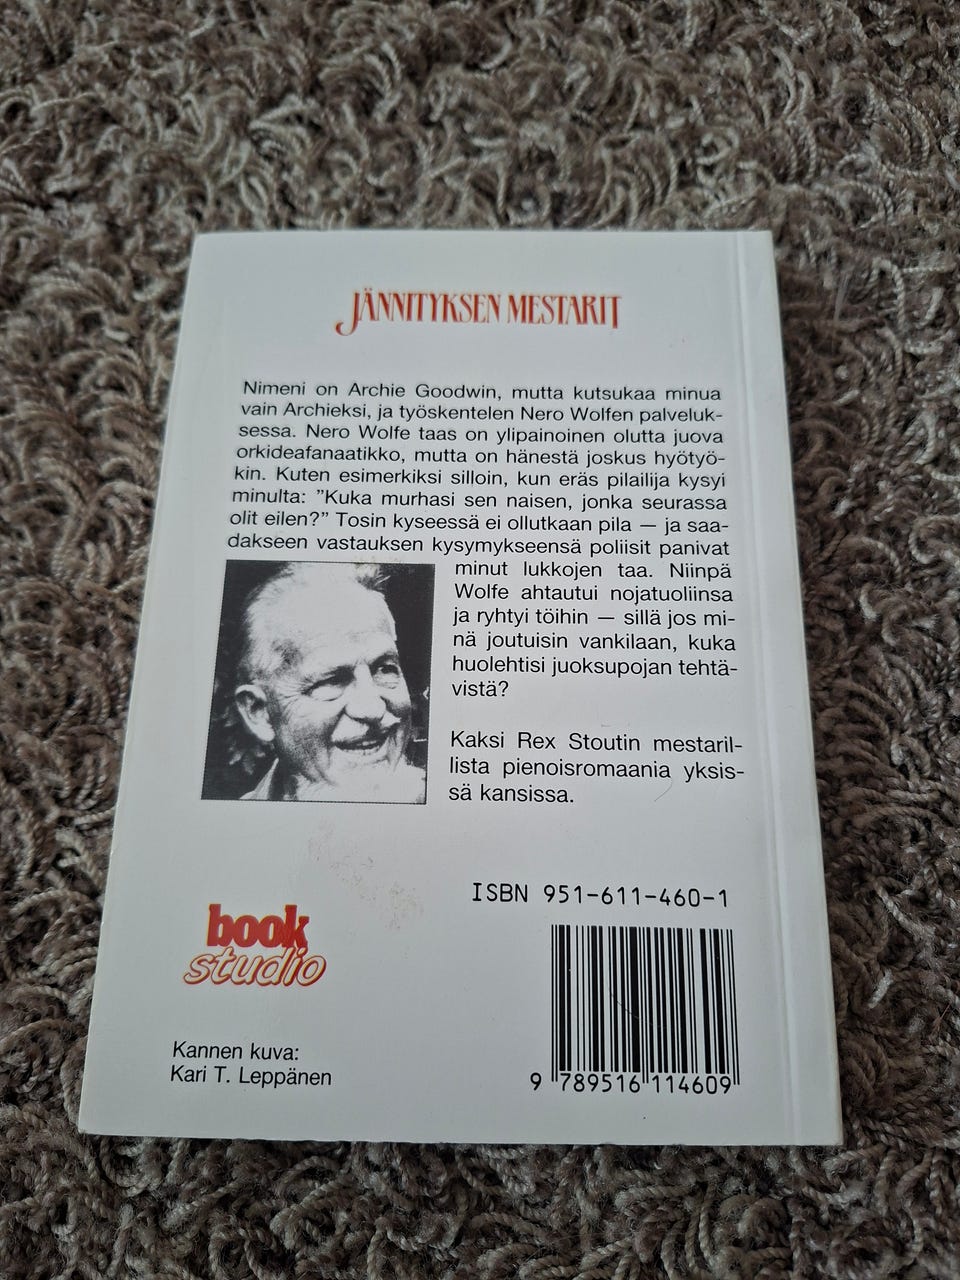 JÄNNITYKSEN MESTARIT
Nimeni on Archie Goodwin, mutta kutsukaa minua
vain Archieksi, ja työskentelen Nero Wolfen palveluk-
sessa. Nero Wolfe taas on ylipainoinen olutta juova
orkideafanaatikko, mutta on hänestä joskus hyötyö-
kin. Kuten esimerkiksi silloin, kun eräs pilailija kysyi
minulta: ”Kuka murhasi sen naisen, jonka seurassa
olit eilen?” Tosin kyseessä ei ollutkaan pila — ja saa-
dakseen vastauksen kysymykseensä poliisit panivat
minut lukkojen taa. Niinpä
Wolfe ahtautui nojatuoliinsa
ja ryhtyi töihin — sillä jos mi-
nä joutuisin vankilaan, kuka
huolehtisi juoksupojan tehtä-
vistä?
Kaksi Rex Stoutin mestaril-
lista pienoisromaania yksis-
sä kansissa.
ISBN 951-611-460-1
book
studio
Kannen kuva:
Kari T. Leppänen
9 789516 114609